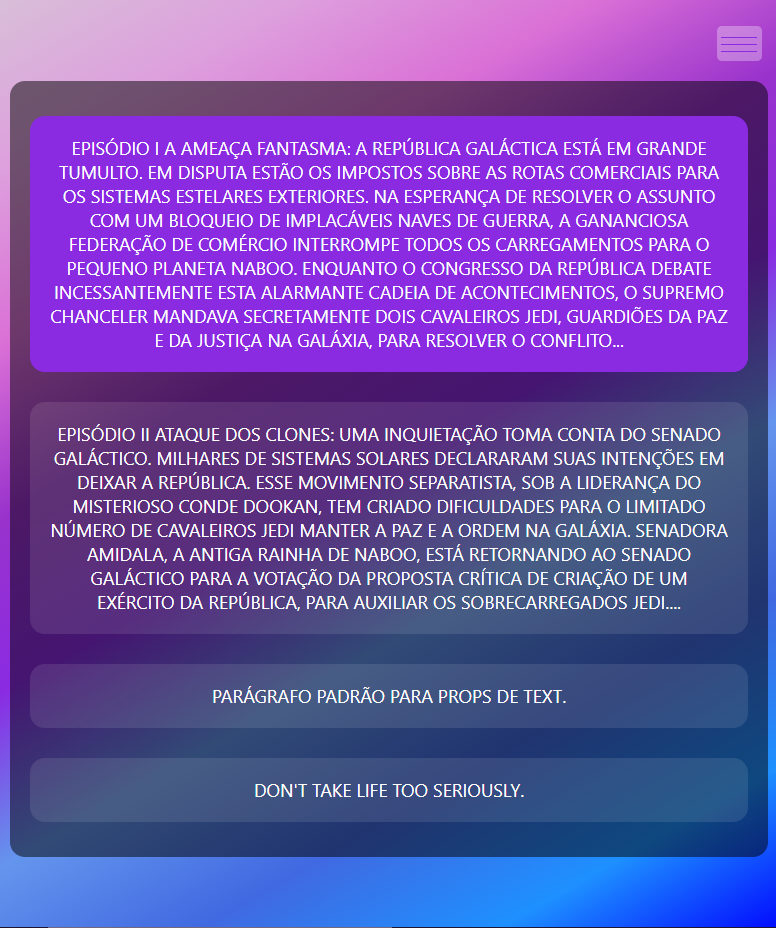 EPISÓDIO I A AMEAÇA FANTASMA: A REPÚBLICA GALÁCTICA ESTÁ EM GRANDE
TUMULTO. EM DISPUTA ESTÃO OS IMPOSTOS SOBRE AS ROTAS COMERCIAIS PARA
OS SISTEMAS ESTELARES EXTERIORES. NA ESPERANÇA DE RESOLVER O ASSUNTO
COM UM BLOQUEIO DE IMPLACÁVEIS NAVES DE GUERRA, A GANANCIOSA
FEDERAÇÃO DE COMÉRCIO INTERROMPE TODOS OS CARREGAMENTOS PARA O
PEQUENO PLANETA NABOO. ENQUANTO O CONGRESSO DA REPÚBLICA DEBATE
INCESSANTEMENTE ESTA ALARMANTE CADEIA DE ACONTECIMENTOS, O SUPREMO
CHANCELER MANDAVA SECRETAMENTE DOIS CAVALEIROS JEDI, GUARDIÕES DA PAZ
E DA JUSTIÇA NA GALÁXIA, PARA RESOLVER O CONFLITO...
EPISÓDIO II ATAQUE DOS CLONES: UMA INQUIETAÇÃO TOMA CONTA DO SENADO
GALÁCTICO. MILHARES DE SISTEMAS SOLARES DECLARARAM SUAS INTENÇÕES EM
DEIXAR A REPÚBLICA. ESSE MOVIMENTO SEPARATISTA, SOB A LIDERANÇA DO
MISTERIOSO CONDE DOOKAN, TEM CRIADO DIFICULDADES PARA O LIMITADO
NÚMERO DE CAVALEIROS JEDI MANTER A PAZ E A ORDEM NA GALÁXIA. SENADORA
AMIDALA, A ANTIGA RAINHA DE NABOO, ESTÁ RETORNANDO AO SENADO
GALÁCTICO PARA A VOTAÇÃO DA PROPOSTA CRÍTICA DE CRIAÇÃO DE UM
EXÉRCITO DA REPÚBLICA, PARA AUXILIAR OS SOBRECARREGADOS JEDI....
PARÁGRAFO PADRÃO PARA PROPS DE TEXT.
DON'T TAKE LIFE TOO SERIOUSLY.